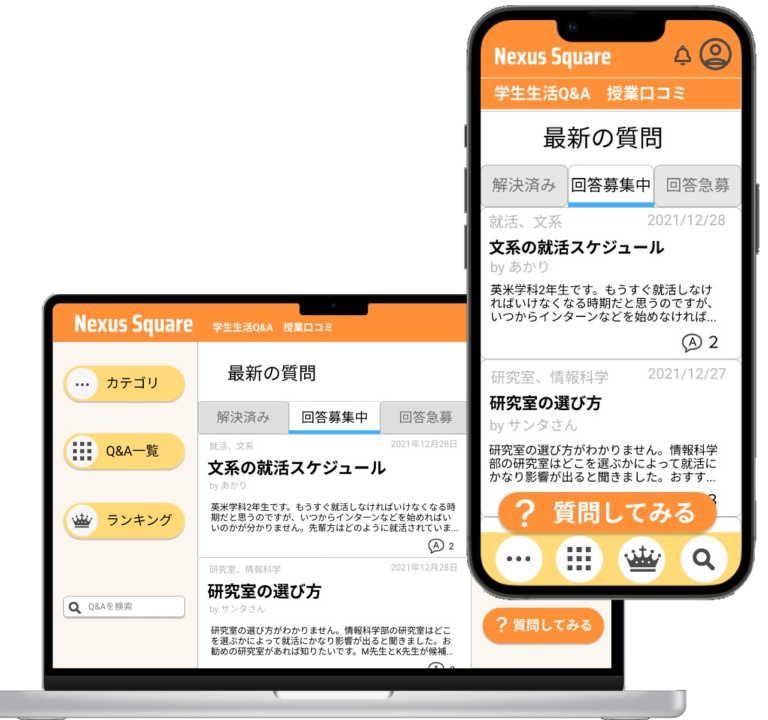 Nexus Square
学生生活Q&A 授業口コミ
最新の質問
解決済み 回答募集中 回答急募
就活、文系 2021/12/28
文系の就活スケジュール
by あかり
英米学科2年生です。もうすぐ就活しなけ
ればいけなくなる時期だと思うのですが、
いつからインターンなどを始めなければ...
A 2
研究室、情報科学 2021/12/27
研究室の選び方
by サンタさん
研究室の選び方がわかりません。情報科学
部の研究室はどこを選ぶかによって就活に
かなり影響が出ると聞きました。おすす...
3
? 質問してみる
Nexus Square 学生生活Q&A 授業口コミ
カテゴリ
Q&A一覧
ランキング
Q&Aを検索
最新の質問
解決済み 回答募集中 回答急募
就活、文系 2021年12月28日
文系の就活スケジュール
by あかり
英米学科2年生です。もうすぐ就活しなければいけなくなる時
期だと思うのですが、いつからインターンなどを始めればい
いのかが分かりません。先輩方はどのように就活されていま...
A 2
研究室、情報科学 2021年12月28日
研究室の選び方
by サンタさん
研究室の選び方がわかりません。情報科学部の研究室はどこ
を選ぶかによって就活にかなり影響が出ると聞きました。お
勧めの研究室があれば知りたいです。M先生とK先生が候補...
? 質問してみる